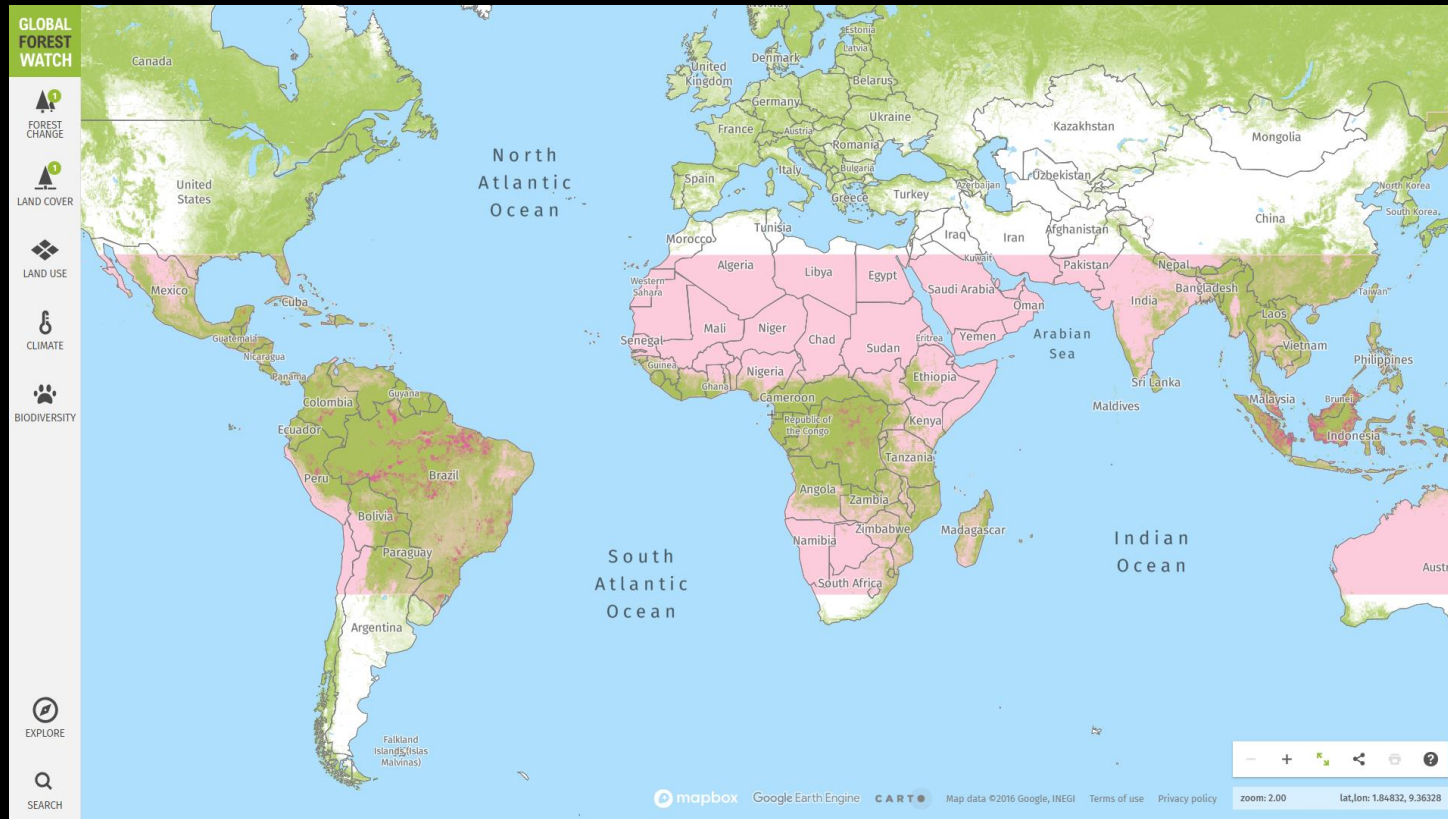 GLOBAL
FOREST
WATCH
1
FOREST
CHANGE
1
LAND COVER
LAND USE
CLIMATE
BIODIVERSITY
EXPLORE
SEARCH
Canada
United
States
Mexico
Cuba
Guatemala
Nicaragua
Panama
Colombia
Guyana
Ecuador
Peru
Brazil
Bolivia
Paraguay
Argentina
Falkland
Islands(Islas
Malvinas)
North
Atlantic
Ocean
South
Atlantic
Ocean
Norway
Estonia
Latvia
Denmark
United
Kingdom
Belarus
Germany
Ukraine
France
Austria
Romania
Italy
Bulgaria
Spain
Greece
Turkey
Azerbaijan
Kazakhstan
Uzbekistan
Mongolia
North Korea
South Korea
China
Afghanistan
Iran
Iraq
Kuwait
Tunisia
Morocco
Algeria
Libya
Egypt
Western
Sahara
Saudi Arabia
Oman
Yemen
Pakistan
Nepal
Bangladesh
India
Taiwan
Laos
Vietnam
Philippines
Arabian
Sea
Mali
Niger
Chad
Sudan
Eritrea
Senegal
Guinea
Ghana
Nigeria
Ethiopia
Cameroon
Republic of
the Congo
Kenya
Tanzania
Angola
Zambia
Zimbabwe
Namibia
Madagascar
South Africa
Sri Lanka
Maldives
Malaysia
Brunei
Indonesia
Indian
Ocean
Austr
mapbox
Google Earth Engine
CARTO
Map data ©2016 Google, INEGI
Terms of use
Privacy policy
− + ?
zoom: 2.00
lat,lon: 1.84832, 9.36328